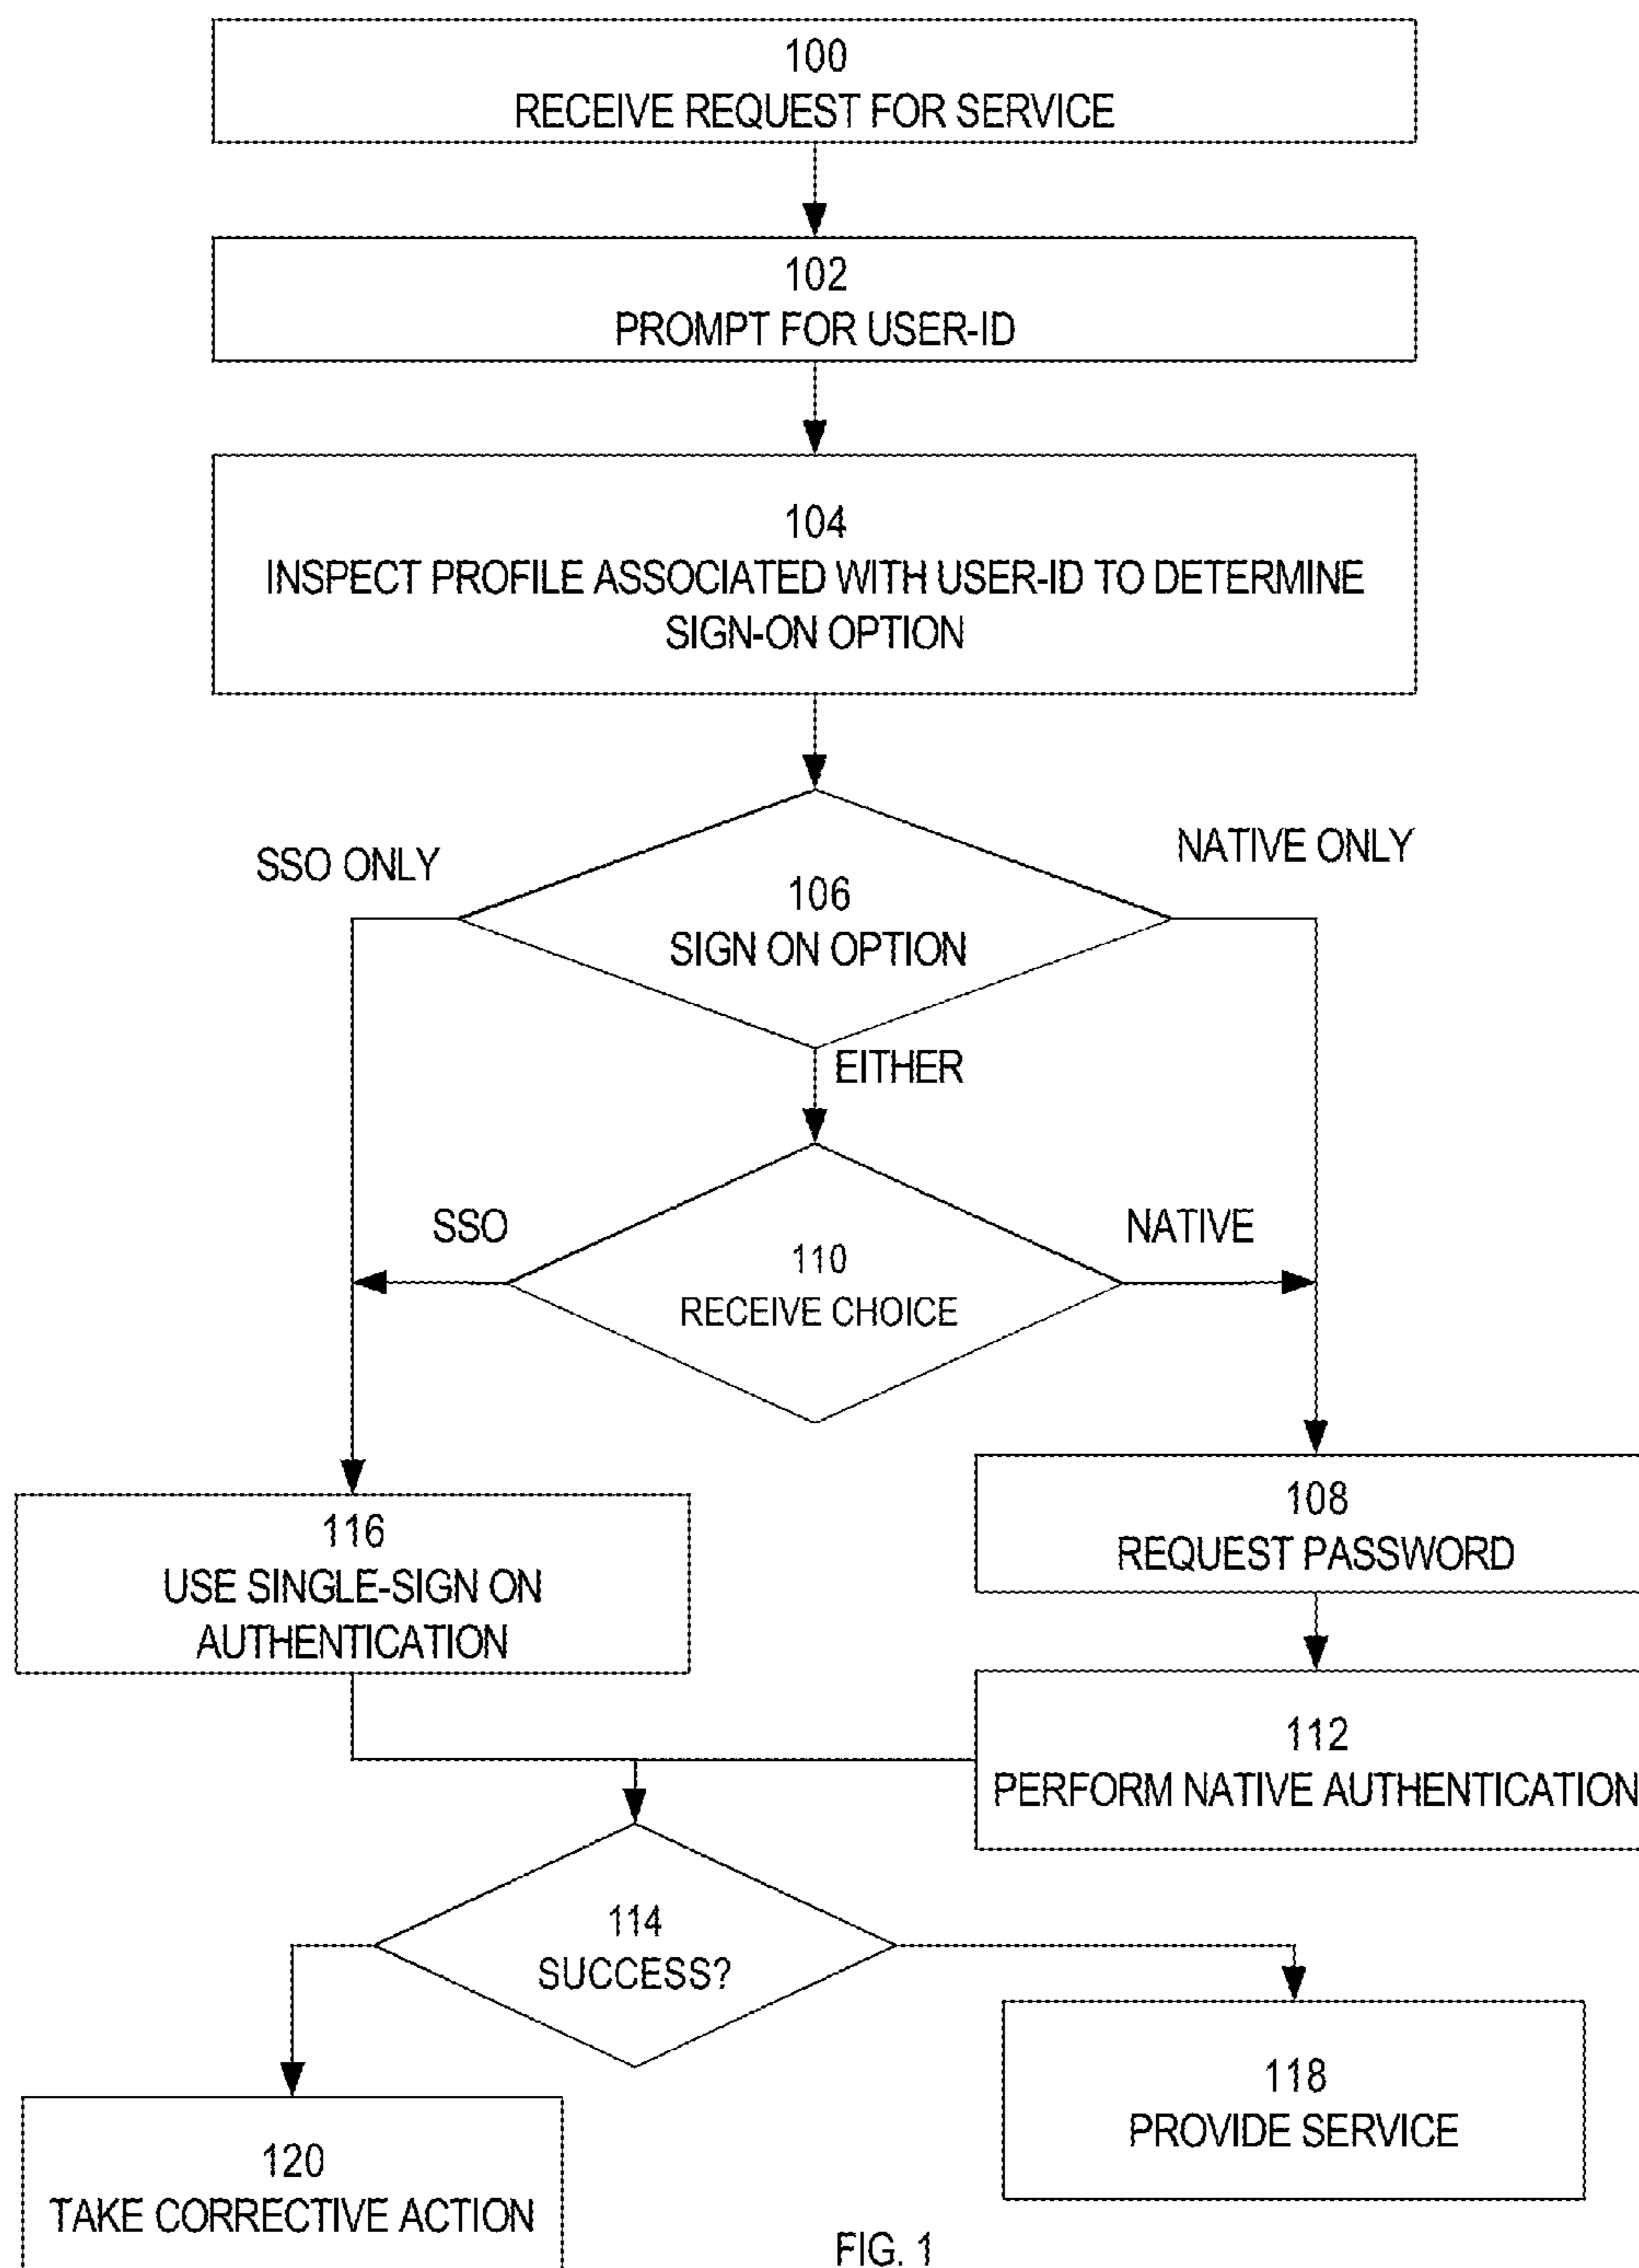 100
RECEIVE REQUEST FOR SERVICE
102
PROMPT FOR USER-ID
104
INSPECT PROFILE ASSOCIATED WITH USER-ID TO DETERMINE
SIGN-ON OPTION
SSO ONLY
NATIVE ONLY
106
SIGN ON OPTION
EITHER
SSO
NATIVE
110
RECEIVE CHOICE
116
USE SINGLE-SIGN ON
AUTHENTICATION
108
REQUEST PASSWORD
112
PERFORM NATIVE AUTHENTICATION
114
SUCCESS?
118
PROVIDE SERVICE
120
TAKE CORRECTIVE ACTION
FIG. 1